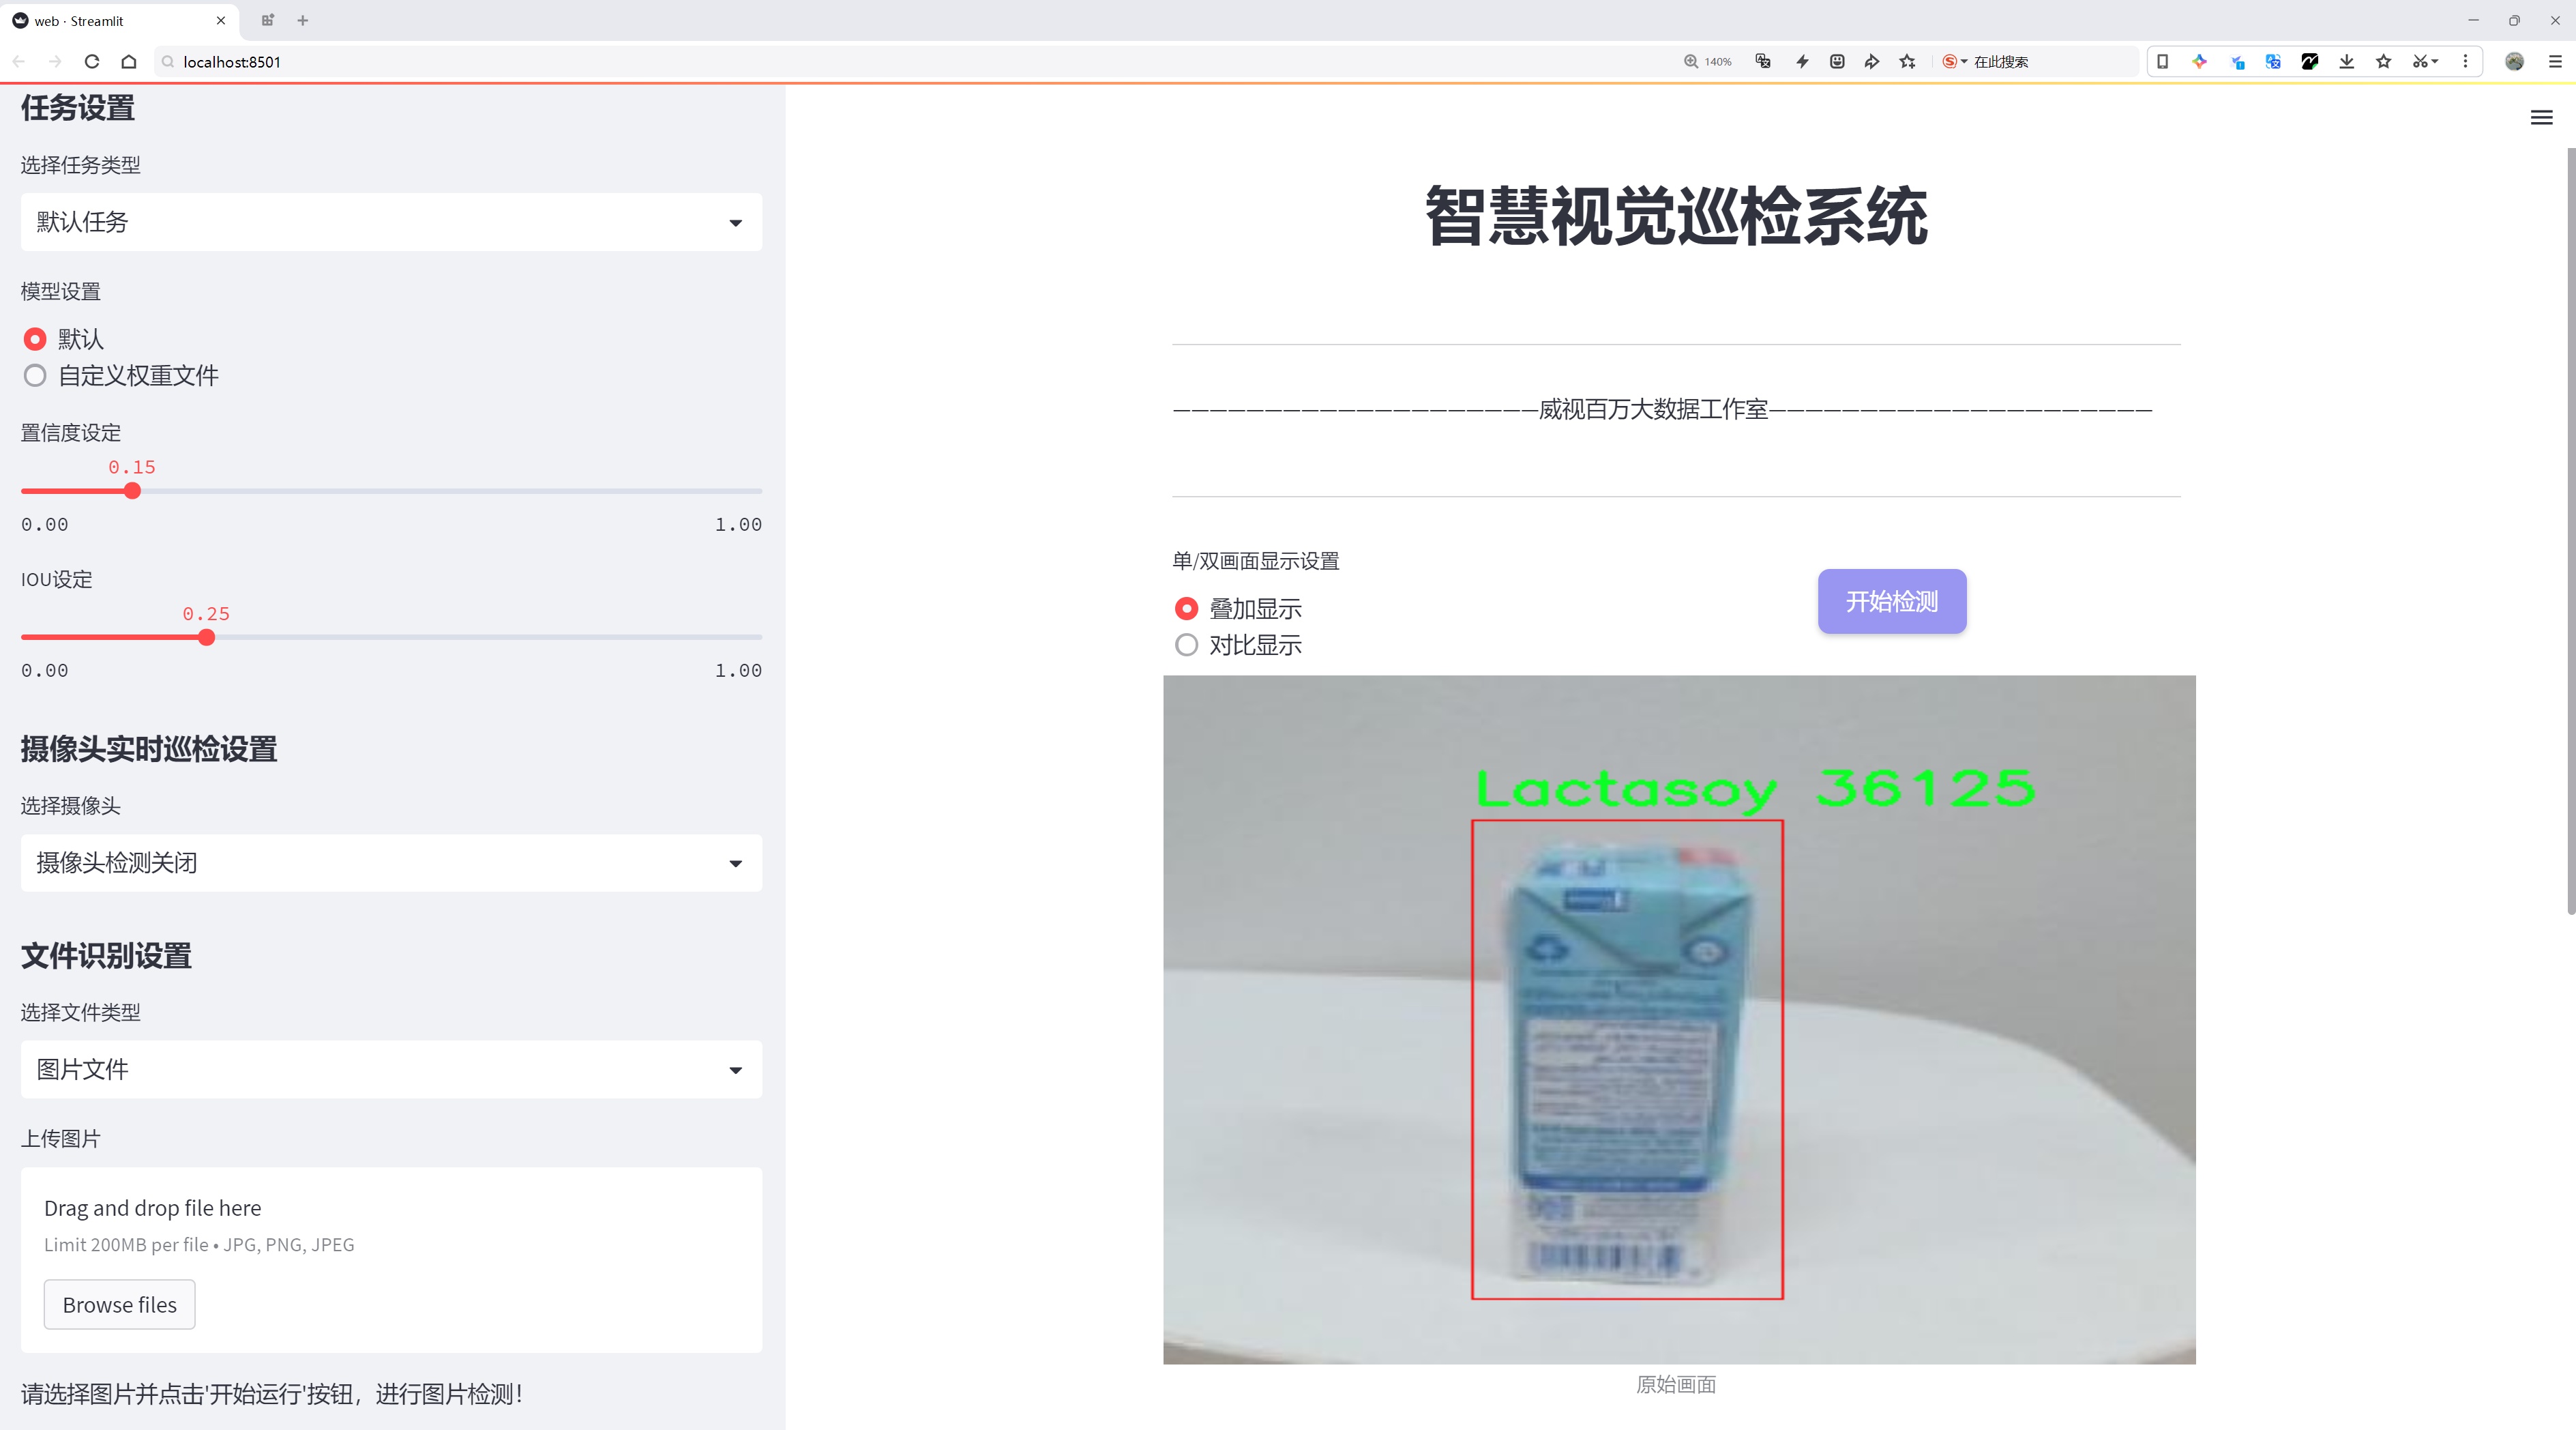 web · Streamlit
localhost:8501
140%
在此搜索
任务设置
选择任务类型
默认任务
模型设置
默认
自定义权重文件
置信度设定
0.15
0.00 1.00
IOU设定
0.25
0.00 1.00
摄像头实时巡检设置
选择摄像头
摄像头检测关闭
文件识别设置
选择文件类型
图片文件
上传图片
Drag and drop file here
Limit 200MB per file • JPG, PNG, JPEG
Browse files
请选择图片并点击'开始运行'按钮，进行图片检测！
智慧视觉巡检系统
————————————————————威视百万大数据工作室—————————————————————
单/双画面显示设置
叠加显示
对比显示
开始检测
Lactasoy 36125
原始画面